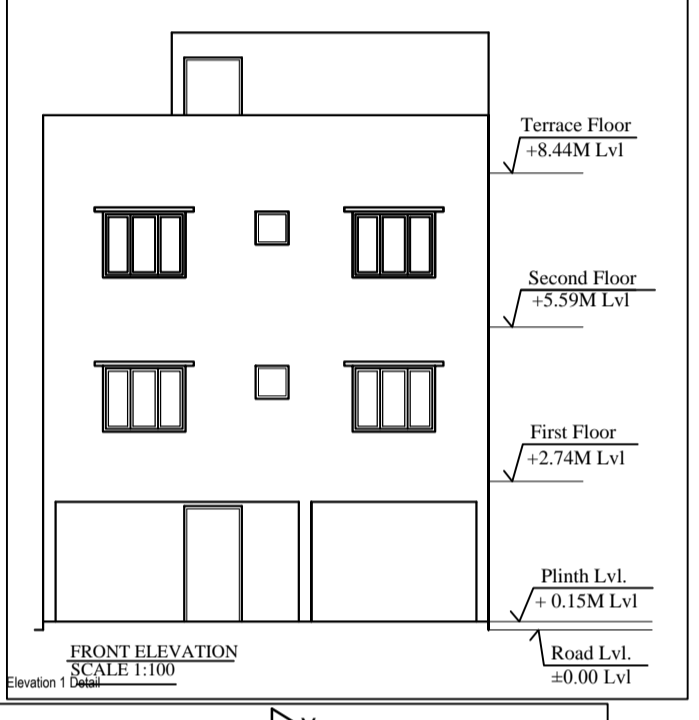 Terrace Floor
+8.44M Lvl
Second Floor
+5.59M Lvl
First Floor
+2.74M Lvl
Plinth Lvl.
+ 0.15M Lvl
Road Lvl.
±0.00 Lvl
FRONT ELEVATION
SCALE 1:100
Elevation 1 Detail